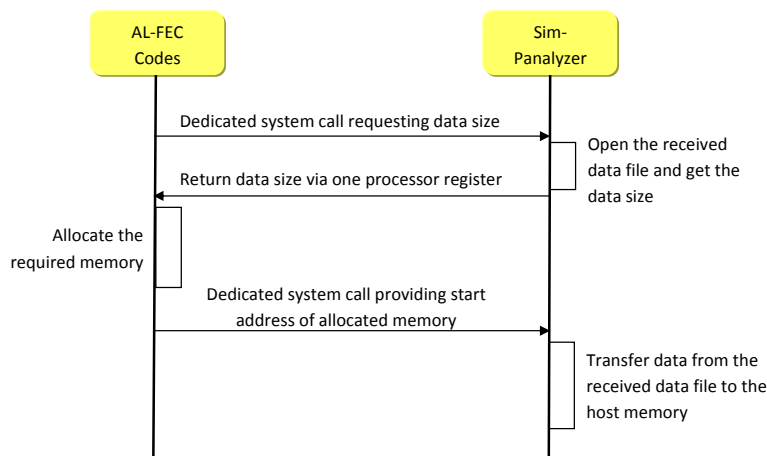 AL-FEC
Codes
Sim-
Panalyzer
Dedicated system call requesting data size
Open the received
data file and get the
data size
Return data size via one processor register
Allocate the
required memory
Dedicated system call providing start
address of allocated memory
Transfer data from the
received data file to the
host memory